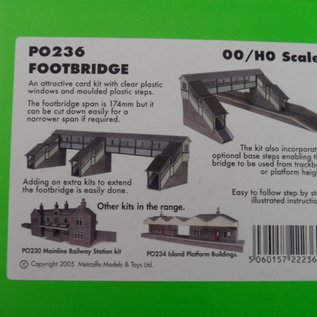 PO236
FOOTBRIDGE
00/H0 Scale
An attractive card kit with clear plastic
windows and moulded plastic steps.
The footbridge span is 174mm but it
can be cut down easily for a
narrower span if required.
The kit also incorporat
optional base steps enabling th
bridge to be used from trackba
or platform heig
Adding on extra kits to extend
the footbridge is easily done.
Easy to follow step by st
illustrated instructio
Other kits in the range.
PO230 Mainline Railway Station kit
PO234 Island Platform Buildings.
© Copyright 2005 Metcalfe Models & Toys Ltd.
5 060157 22236